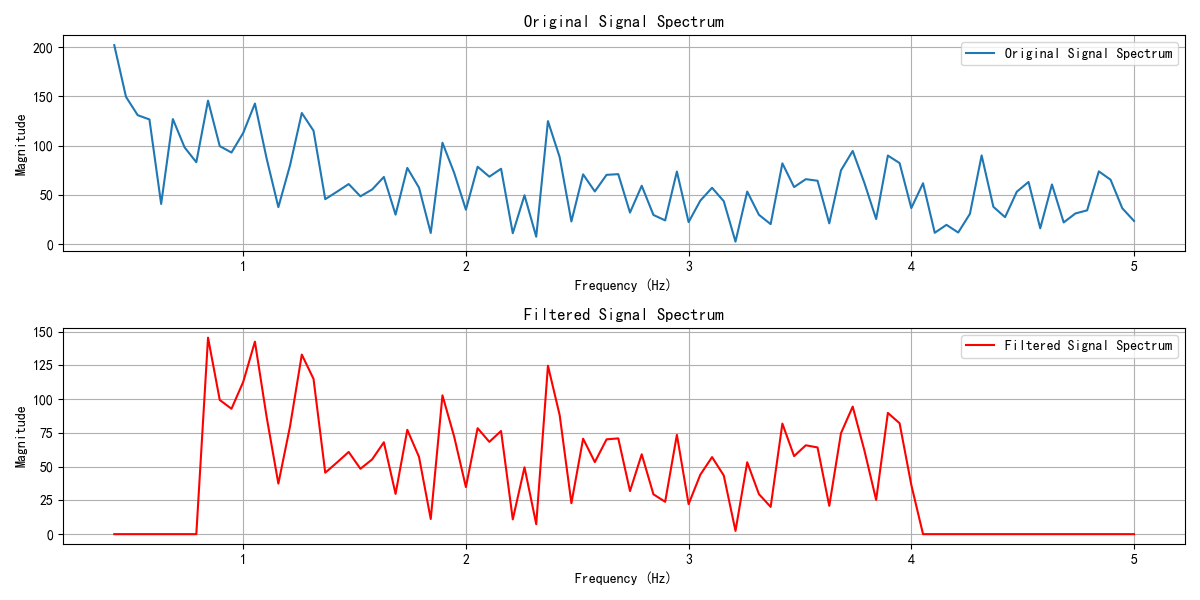 Original Signal Spectrum
200
150
100
50
0
Magnitude
Original Signal Spectrum
1 2 3 4 5
Frequency (Hz)
Filtered Signal Spectrum
150
125
100
75
50
25
0
Magnitude
Filtered Signal Spectrum
1 2 3 4 5
Frequency (Hz)